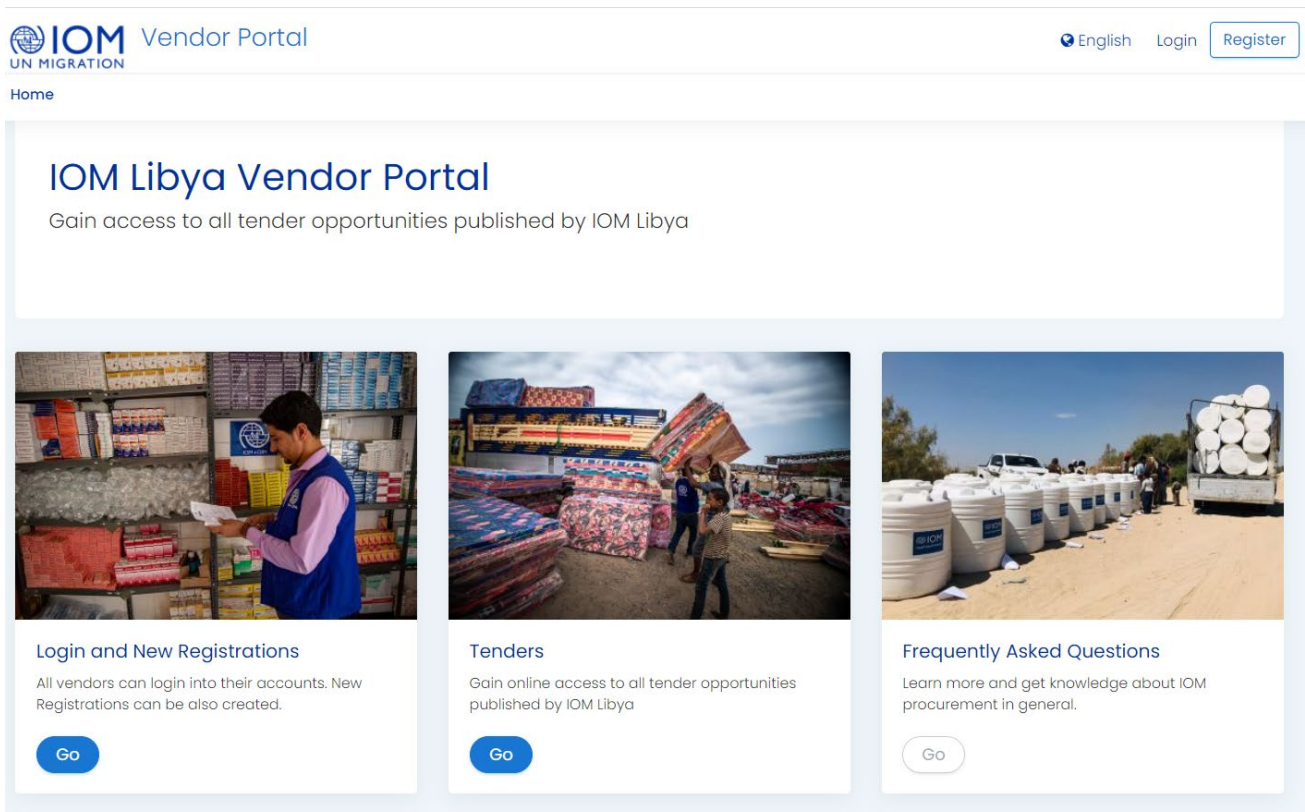 IOM
UN MIGRATION
Vendor Portal
English
Login
Register
Home
IOM Libya Vendor Portal
Gain access to all tender opportunities published by IOM Libya
IOM
Login and New Registrations
All vendors can login into their accounts. New
Registrations can be also created.
Go
Tenders
Gain online access to all tender opportunities
published by IOM Libya
Go
Frequently Asked Questions
Learn more and get knowledge about IOM
procurement in general.
Go